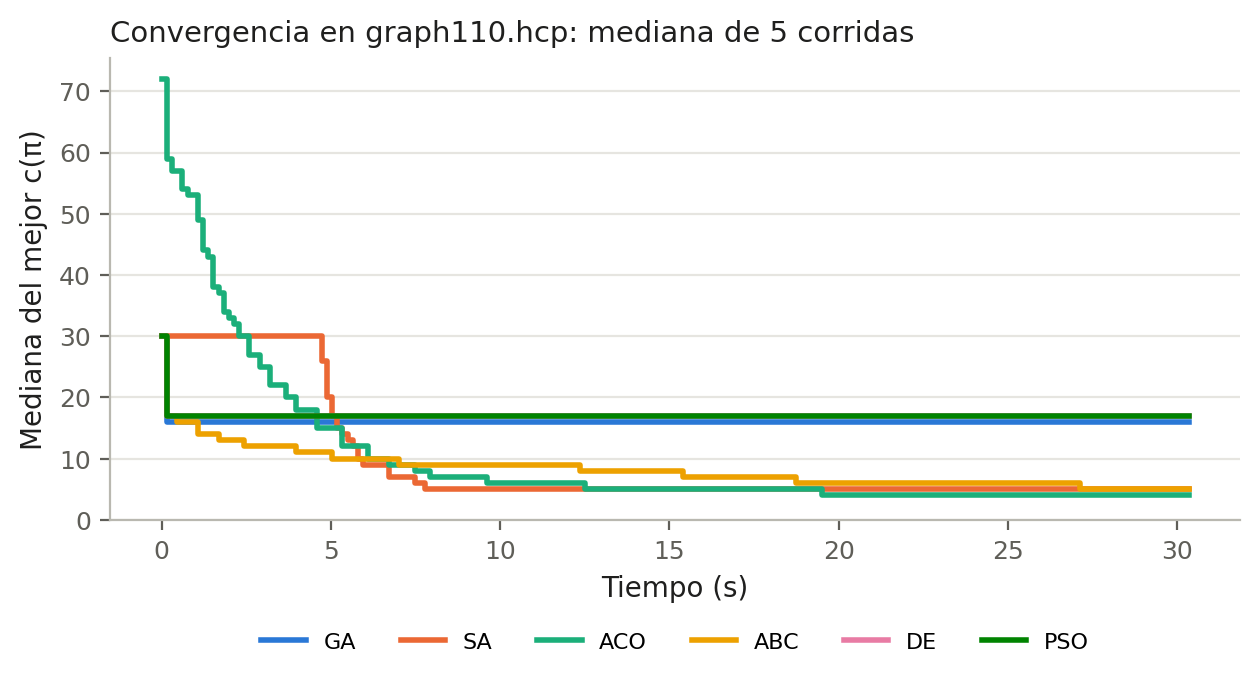 Convergencia en graph110.hcp: mediana de 5 corridas
Mediana del mejor c(π)
70
60
50
40
30
20
10
0
0 5 10 15 20 25 30
Tiempo (s)
GA SA ACO ABC DE PSO